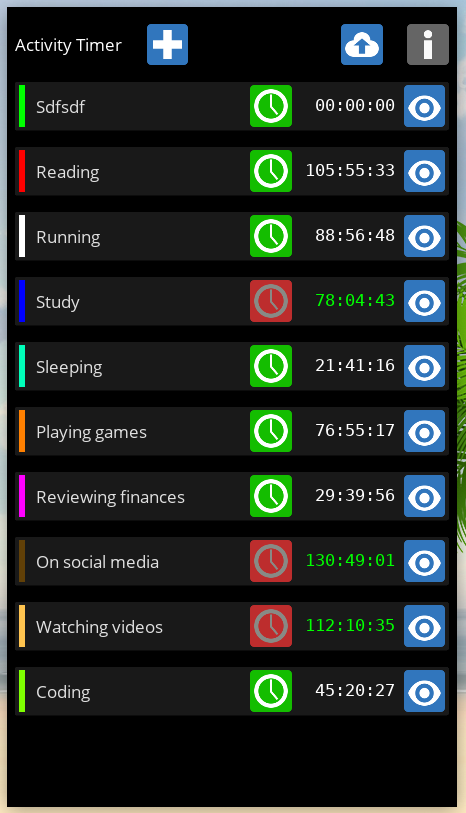 Activity Timer
Sdfsdf 00:00:00
Reading 105:55:33
Running 88:56:48
Study 78:04:43
Sleeping 21:41:16
Playing games 76:55:17
Reviewing finances 29:39:56
On social media 130:49:01
Watching videos 112:10:35
Coding 45:20:27